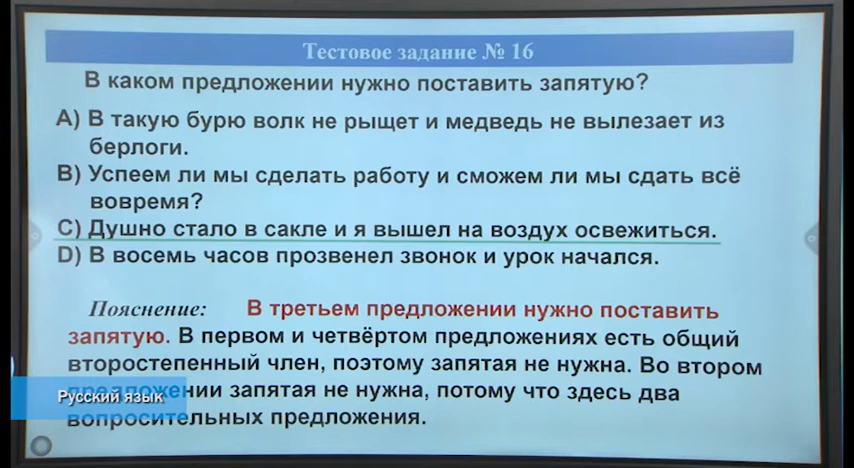 Тестовое задание № 16
В каком предложении нужно поставить запятую?
A) В такую бурю волк не рыщет и медведь не вылезает из
берлоги.
B) Успеем ли мы сделать работу и сможем ли мы сдать всё
вовремя?
C) Душно стало в сакле и я вышел на воздух освежиться.
D) В восемь часов прозвенел звонок и урок начался.
Пояснение: В третьем предложении нужно поставить
запятую. В первом и четвёртом предложениях есть общий
второстепенный член, поэтому запятая не нужна. Во втором
предложении запятая не нужна, потому что здесь два
Русский язык
вопросительных предложения.